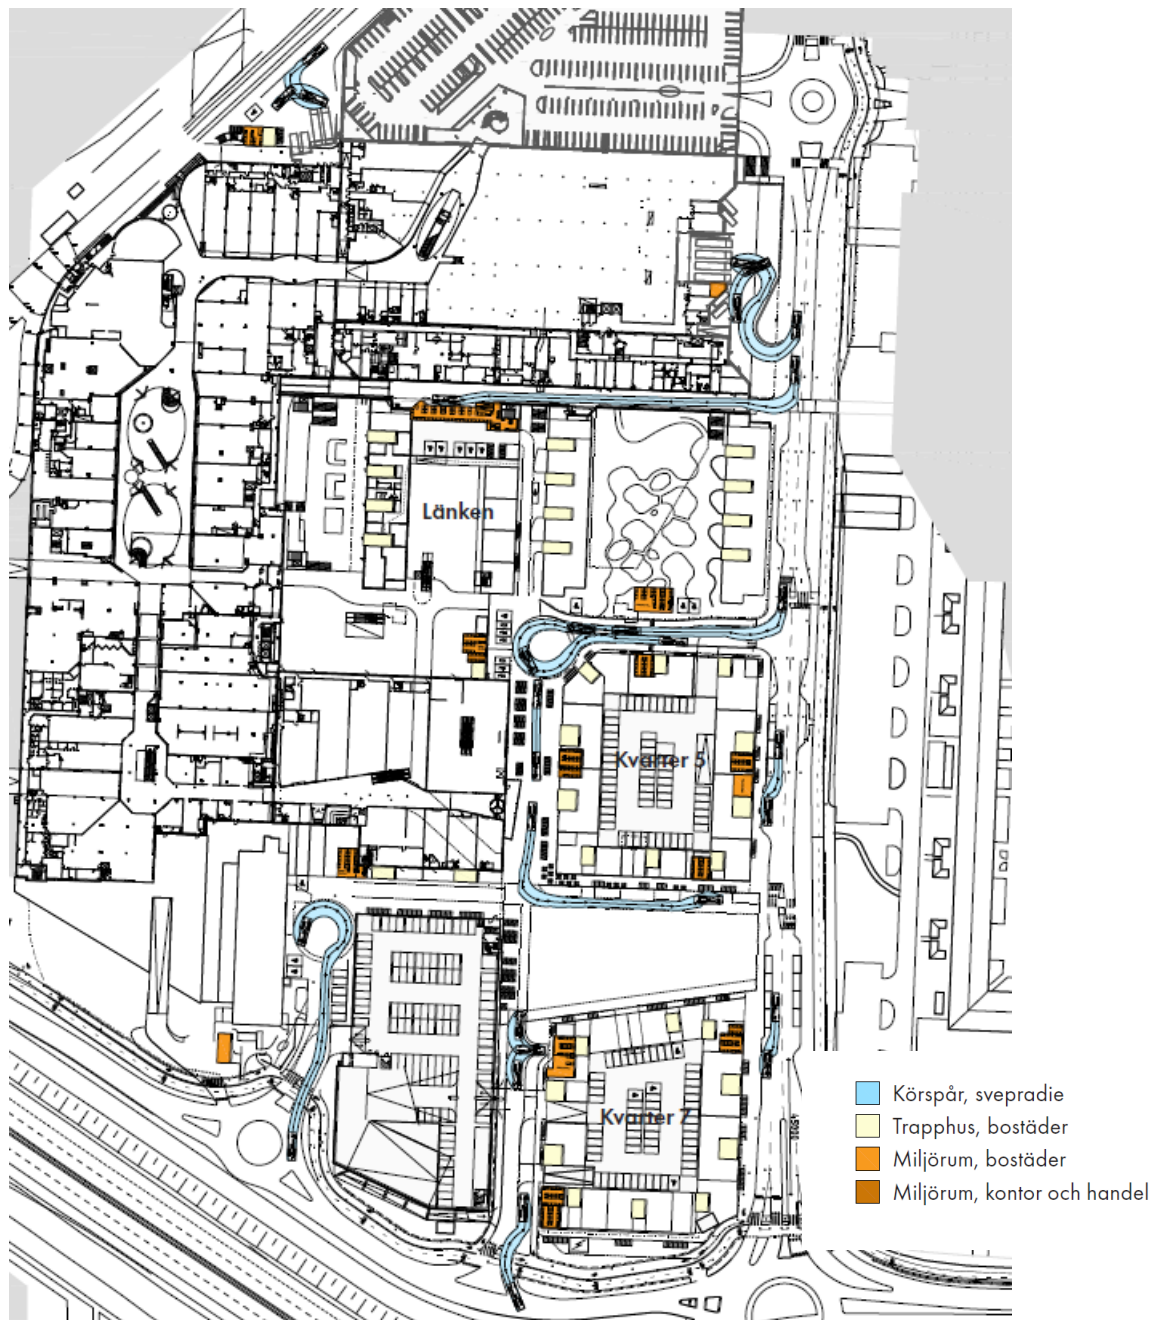 Länken
Kvarter 5
Kvarter 7
Körspår, svepradie
Trapphus, bostäder
Miljörum, bostäder
Miljörum, kontor och handel